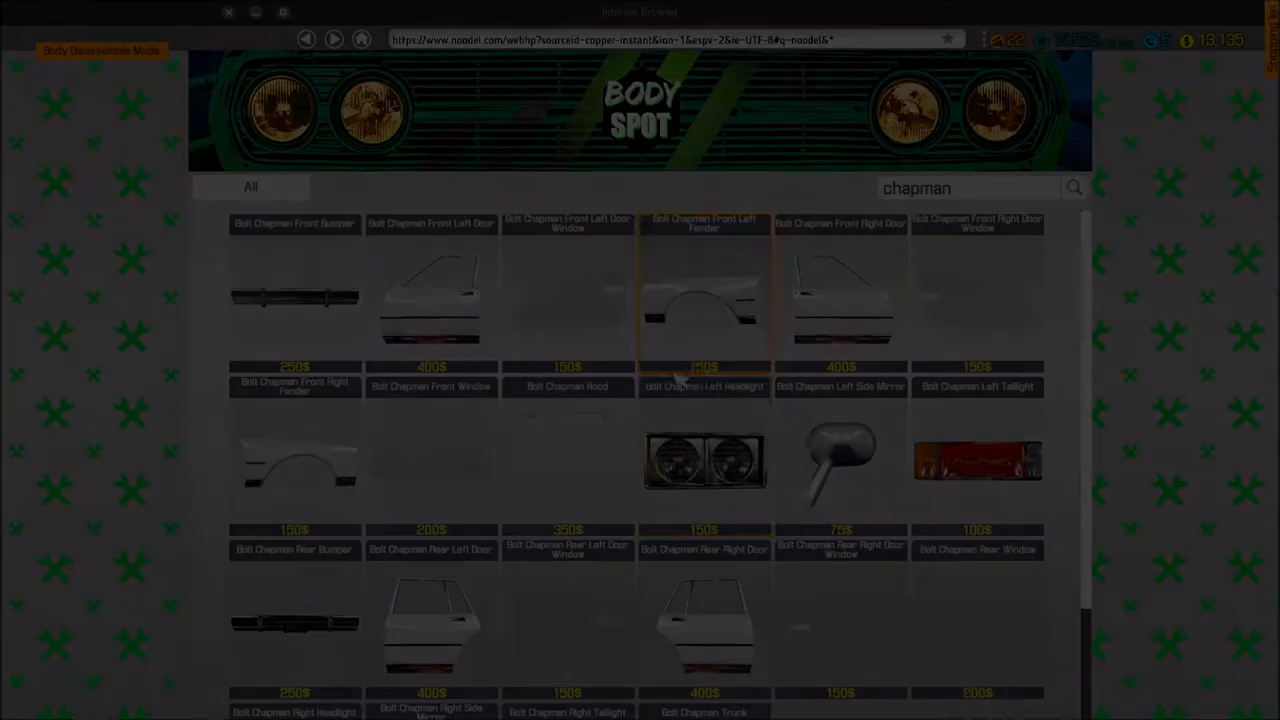 Internet Browser
https://www.noodel.com/webhp?sourceid-copper-instant&ion-1&espv-2&ie-UTF-8#q-noodel&*
Body Disassemble Mode
22
5
13,135
BODY
SPOT
All
chapman
Bolt Chapman Front Bumper
Bolt Chapman Front Left Door
Bolt Chapman Front Left Door
Window
Bolt Chapman Front Left
Fender
Bolt Chapman Front Right Door
Bolt Chapman Front Right Door
Window
250$
400$
150$
150$
400$
150$
Bolt Chapman Front Right
Fender
Bolt Chapman Front Window
Bolt Chapman Hood
Bolt Chapman Left Headlight
Bolt Chapman Left Side Mirror
Bolt Chapman Left Taillight
150$
200$
350$
150$
75$
100$
Bolt Chapman Rear Bumper
Bolt Chapman Rear Left Door
Bolt Chapman Rear Left Door
Window
Bolt Chapman Rear Right Door
Bolt Chapman Rear Right Door
Window
Bolt Chapman Rear Window
250$
400$
150$
400$
150$
200$
Bolt Chapman Right Headlight
Bolt Chapman Right Side
Mirror
Bolt Chapman Right Taillight
Bolt Chapman Trunk